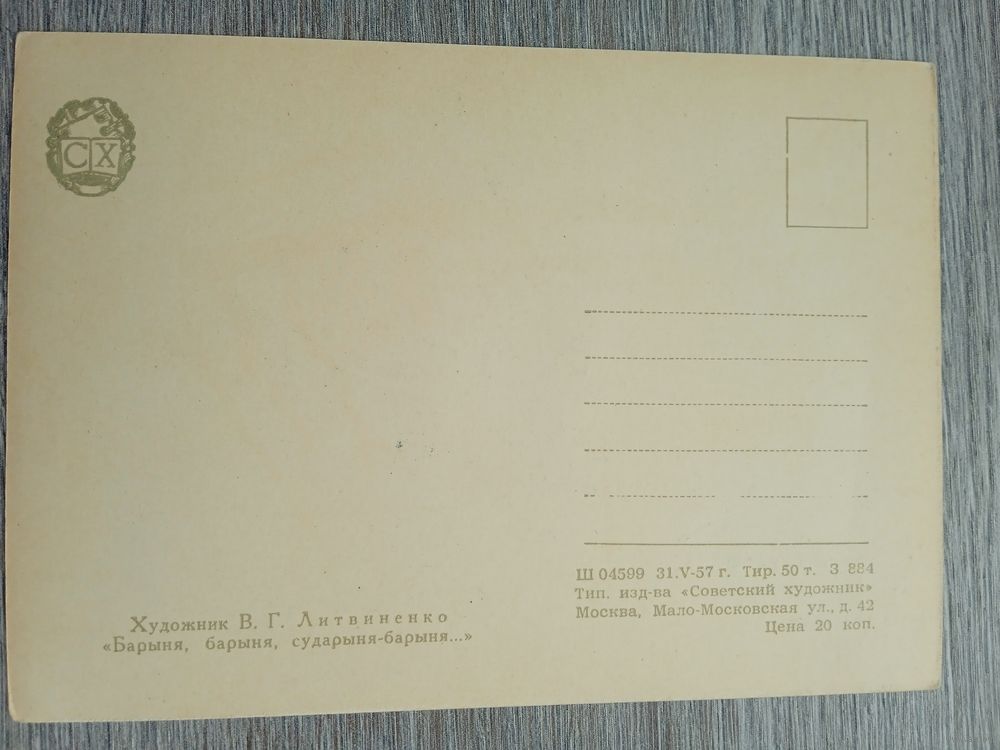 СХ
Ш 04599 31.V-57 г. Тир. 50 т. З 884
Тип. изд-ва «Советский художник»
Москва, Мало-Московская ул., д. 42
Цена 20 коп.
Художник В. Г. Литвиненко
«Барыня, барыня, сударыня-барыня...»